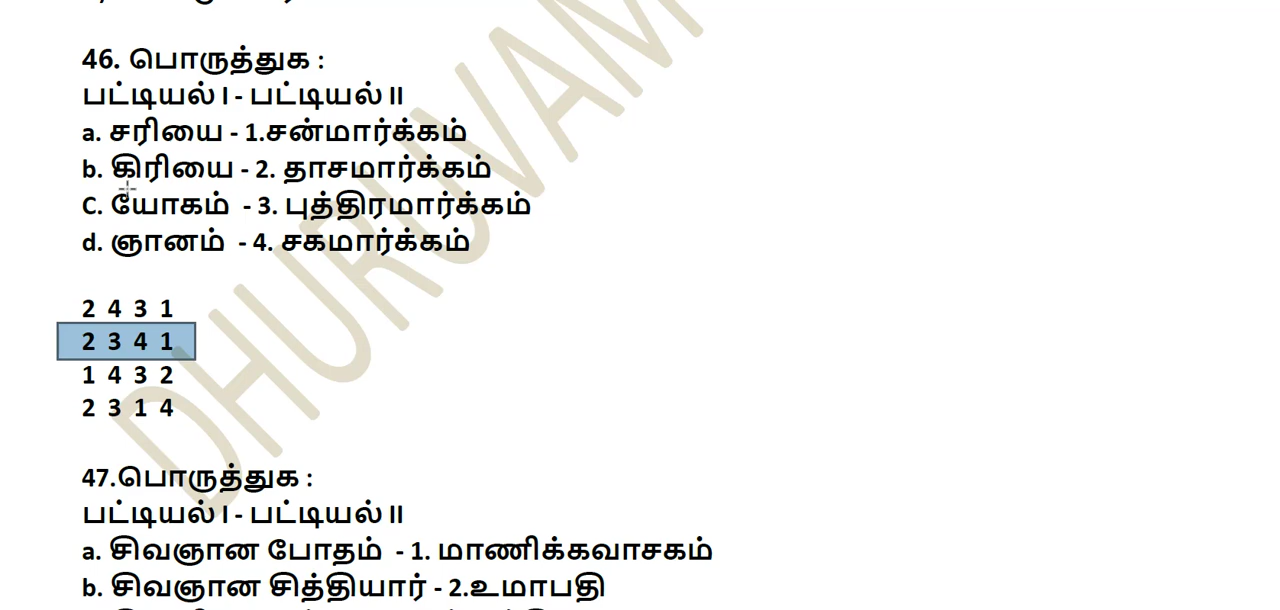 46. பொருத்துக :
பட்டியல் I - பட்டியல் II
a. சரியை - 1.சன்மார்க்கம்
b. கிரியை - 2. தாசமார்க்கம்
C. யோகம் - 3. புத்திரமார்க்கம்
d. ஞானம் - 4. சகமார்க்கம்
2 4 3 1
2 3 4 1
1 4 3 2
2 3 1 4
47.பொருத்துக :
பட்டியல் I - பட்டியல் II
a. சிவஞான போதம் - 1. மாணிக்கவாசகம்
b. சிவஞான சித்தியார் - 2.உமாபதி
DHURUVAM